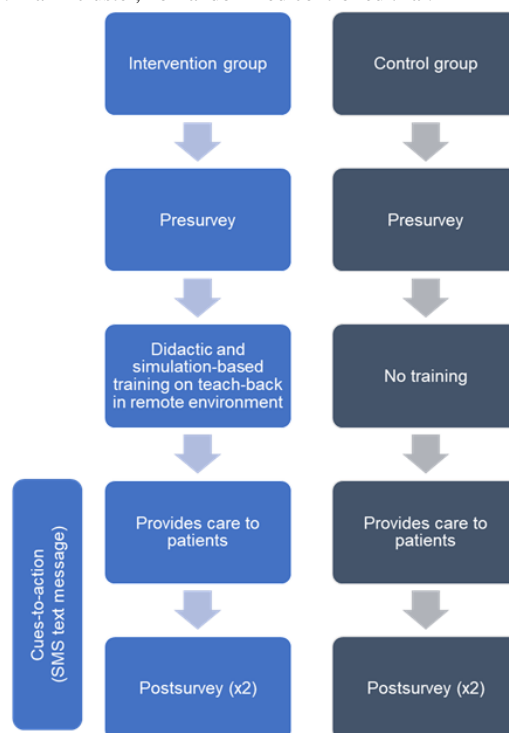 Intervention group
Control group
Presurvey
Presurvey
Didactic and
simulation-based
training on teach-back
in remote environment
No training
Cues-to-action
(SMS text message)
Provides care to
patients
Provides care to
patients
Postsurvey (x2)
Postsurvey (x2)